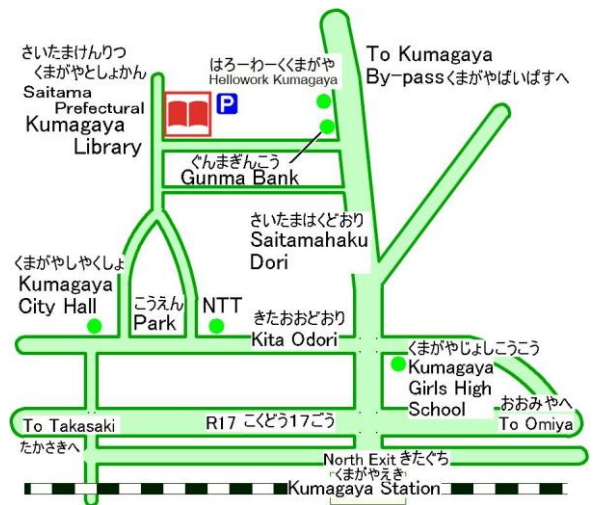 さいたまけんりつ
くまがやとしょかん
Saitama
Prefectural
Kumagaya
Library
P
はろーわーくくまがや
Hellowork Kumagaya
To Kumagaya
By-passくまがやばいぱすへ
ぐんまぎんこう
Gunma Bank
さいたまはくどおり
Saitamahaku
Dori
くまがやしやくしょ
Kumagaya
City Hall
こうえん
Park
NTT
きたおおどおり
Kita Odori
くまがやじょしこうこう
Kumagaya
Girls High
School
おおみやへ
To Omiya
To Takasaki
たかさきへ
R17 こくどう17ごう
North Exit きたぐち
くまがやえき
Kumagaya Station